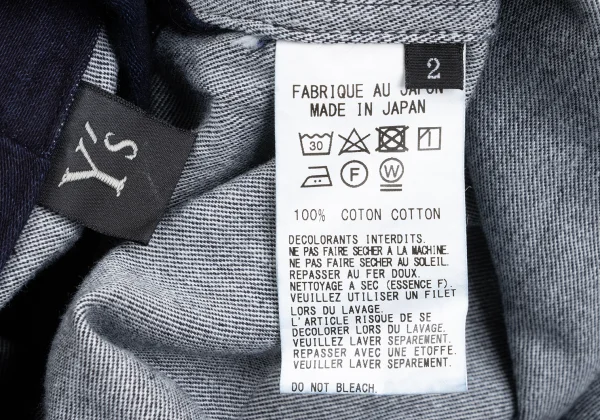 Y's
2
FABRIQUE AU JAPON
MADE IN JAPAN
30
F W
100% COTON COTTON
DECOLORANTS INTERDITS.
NE PAS FAIRE SECHER A LA MACHINE.
NE PAS FAIRE SECHER AU SOLEIL.
REPASSER AU FER DOUX.
NETTOYAGE A SEC (ESSENCE F).
VEUILLEZ UTILISER UN FILET
LORS DU LAVAGE.
L'ARTICLE RISQUE DE SE
DECOLORER LORS DU LAVAGE.
VEUILLEZ LAVER SEPAREMENT.
REPASSER AVEC UNE ETOFFE.
VEUILLEZ LAVER SEPAREMENT.
DO NOT BLEACH.